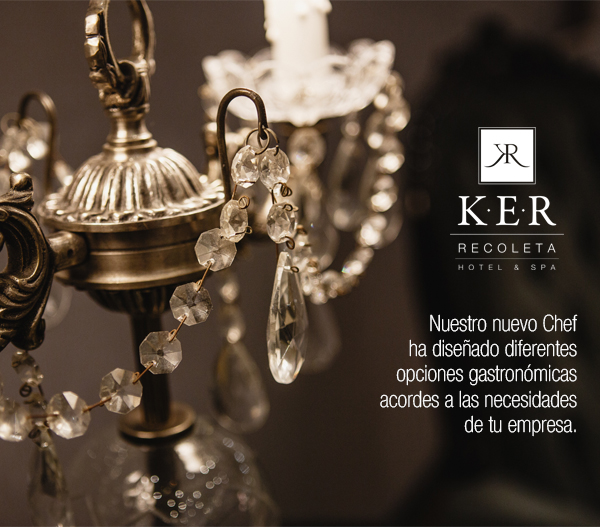 KR
K·E·R
RECOLETA
HOTEL & SPA
Nuestro nuevo Chef
ha diseñado diferentes
opciones gastronómicas
acordes a las necesidades
de tu empresa.